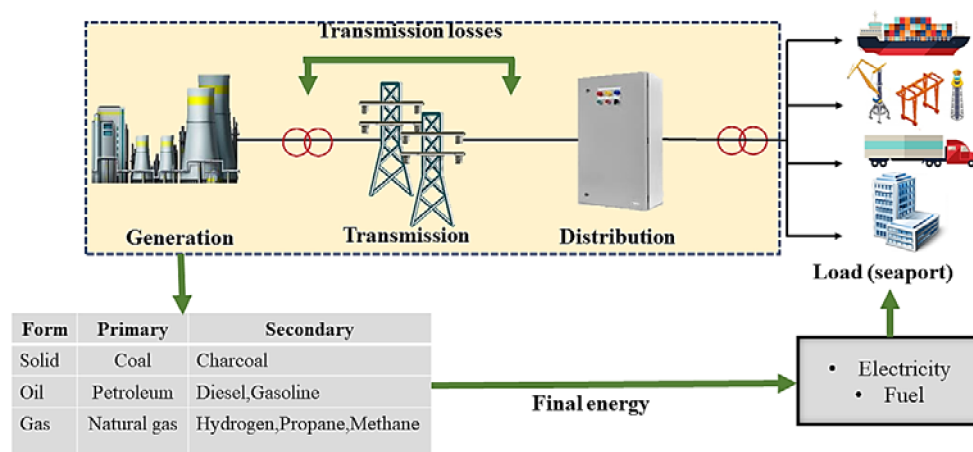 Transmission losses
Generation
Transmission
Distribution
Load (seaport)
Form Primary Secondary
Solid Coal Charcoal
Oil Petroleum Diesel,Gasoline
Gas Natural gas Hydrogen,Propane,Methane
Final energy
• Electricity
• Fuel